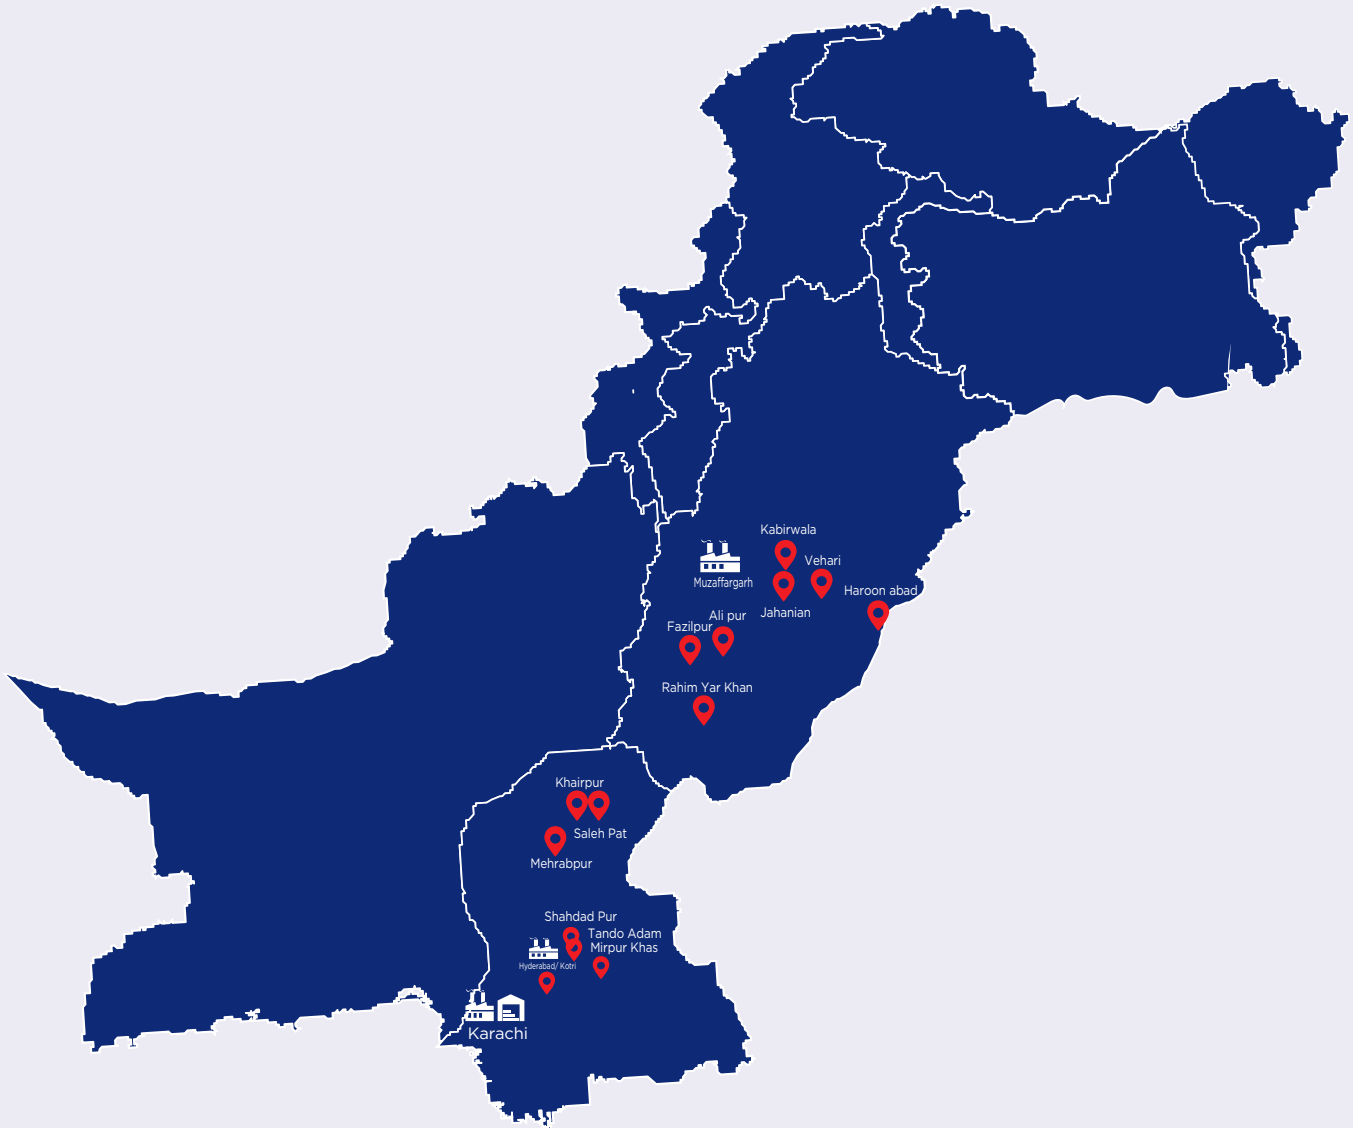 Kabirwala
Vehari
Muzaffargarh
Haroon abad
Jahanian
Ali pur
Fazilpur
Rahim Yar Khan
Khairpur
Saleh Pat
Mehrabpur
Shahdad Pur
Tando Adam
Mirpur Khas
Hyderabad/ Kotri
Karachi